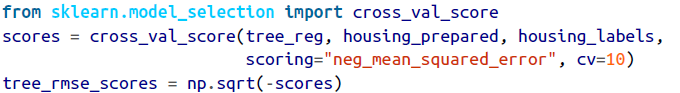 from sklearn.model_selection import cross_val_score
scores = cross_val_score(tree_reg, housing_prepared, housing_labels,
                         scoring="neg_mean_squared_error", cv=10)
tree_rmse_scores = np.sqrt(-scores)